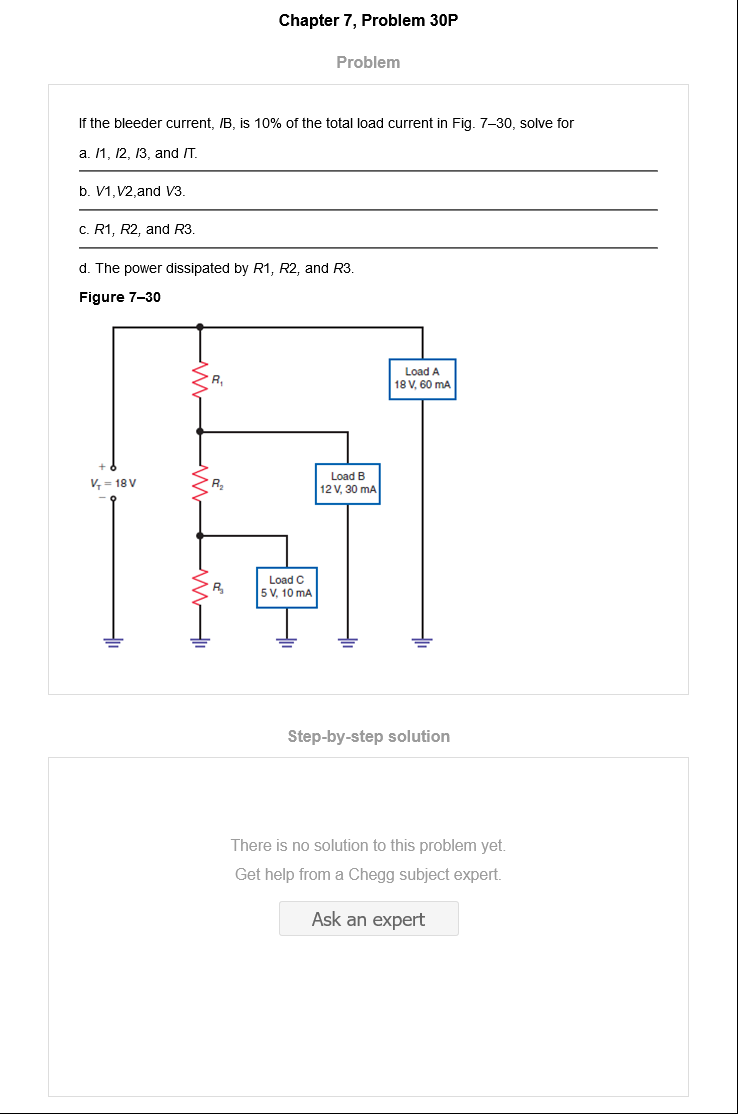 Chapter 7, Problem 30P
Problem
If the bleeder current, IB, is 10% of the total load current in Fig. 7–30, solve for
a. I1, I2, I3, and IT.
b. V1,V2,and V3.
c. R1, R2, and R3.
d. The power dissipated by R1, R2, and R3.
Figure 7–30
Load A
18 V, 60 mA
R₁
Load B
12 V, 30 mA
+
V_T = 18 V
−
R₂
Load C
5 V, 10 mA
R₃
Step-by-step solution
There is no solution to this problem yet.
Get help from a Chegg subject expert.
Ask an expert